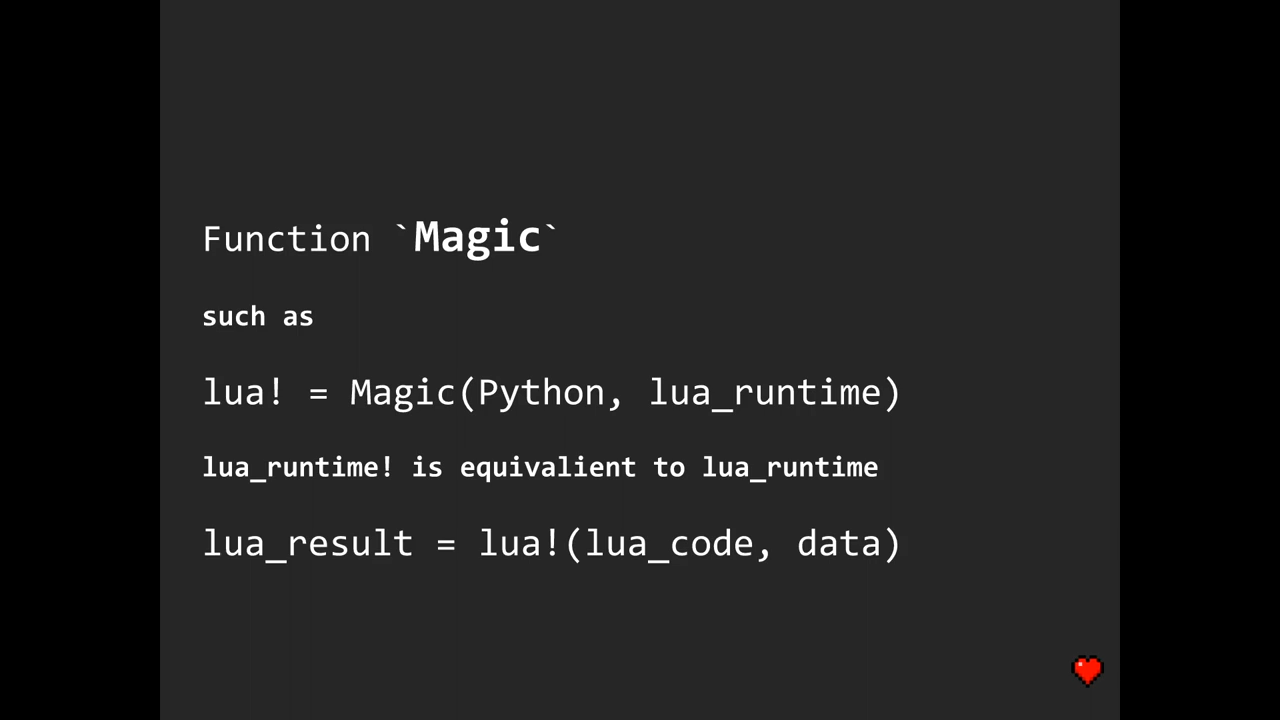 Function `Magic`
such as
lua! = Magic(Python, lua_runtime)
lua_runtime! is equivalient to lua_runtime
lua_result = lua!(lua_code, data)